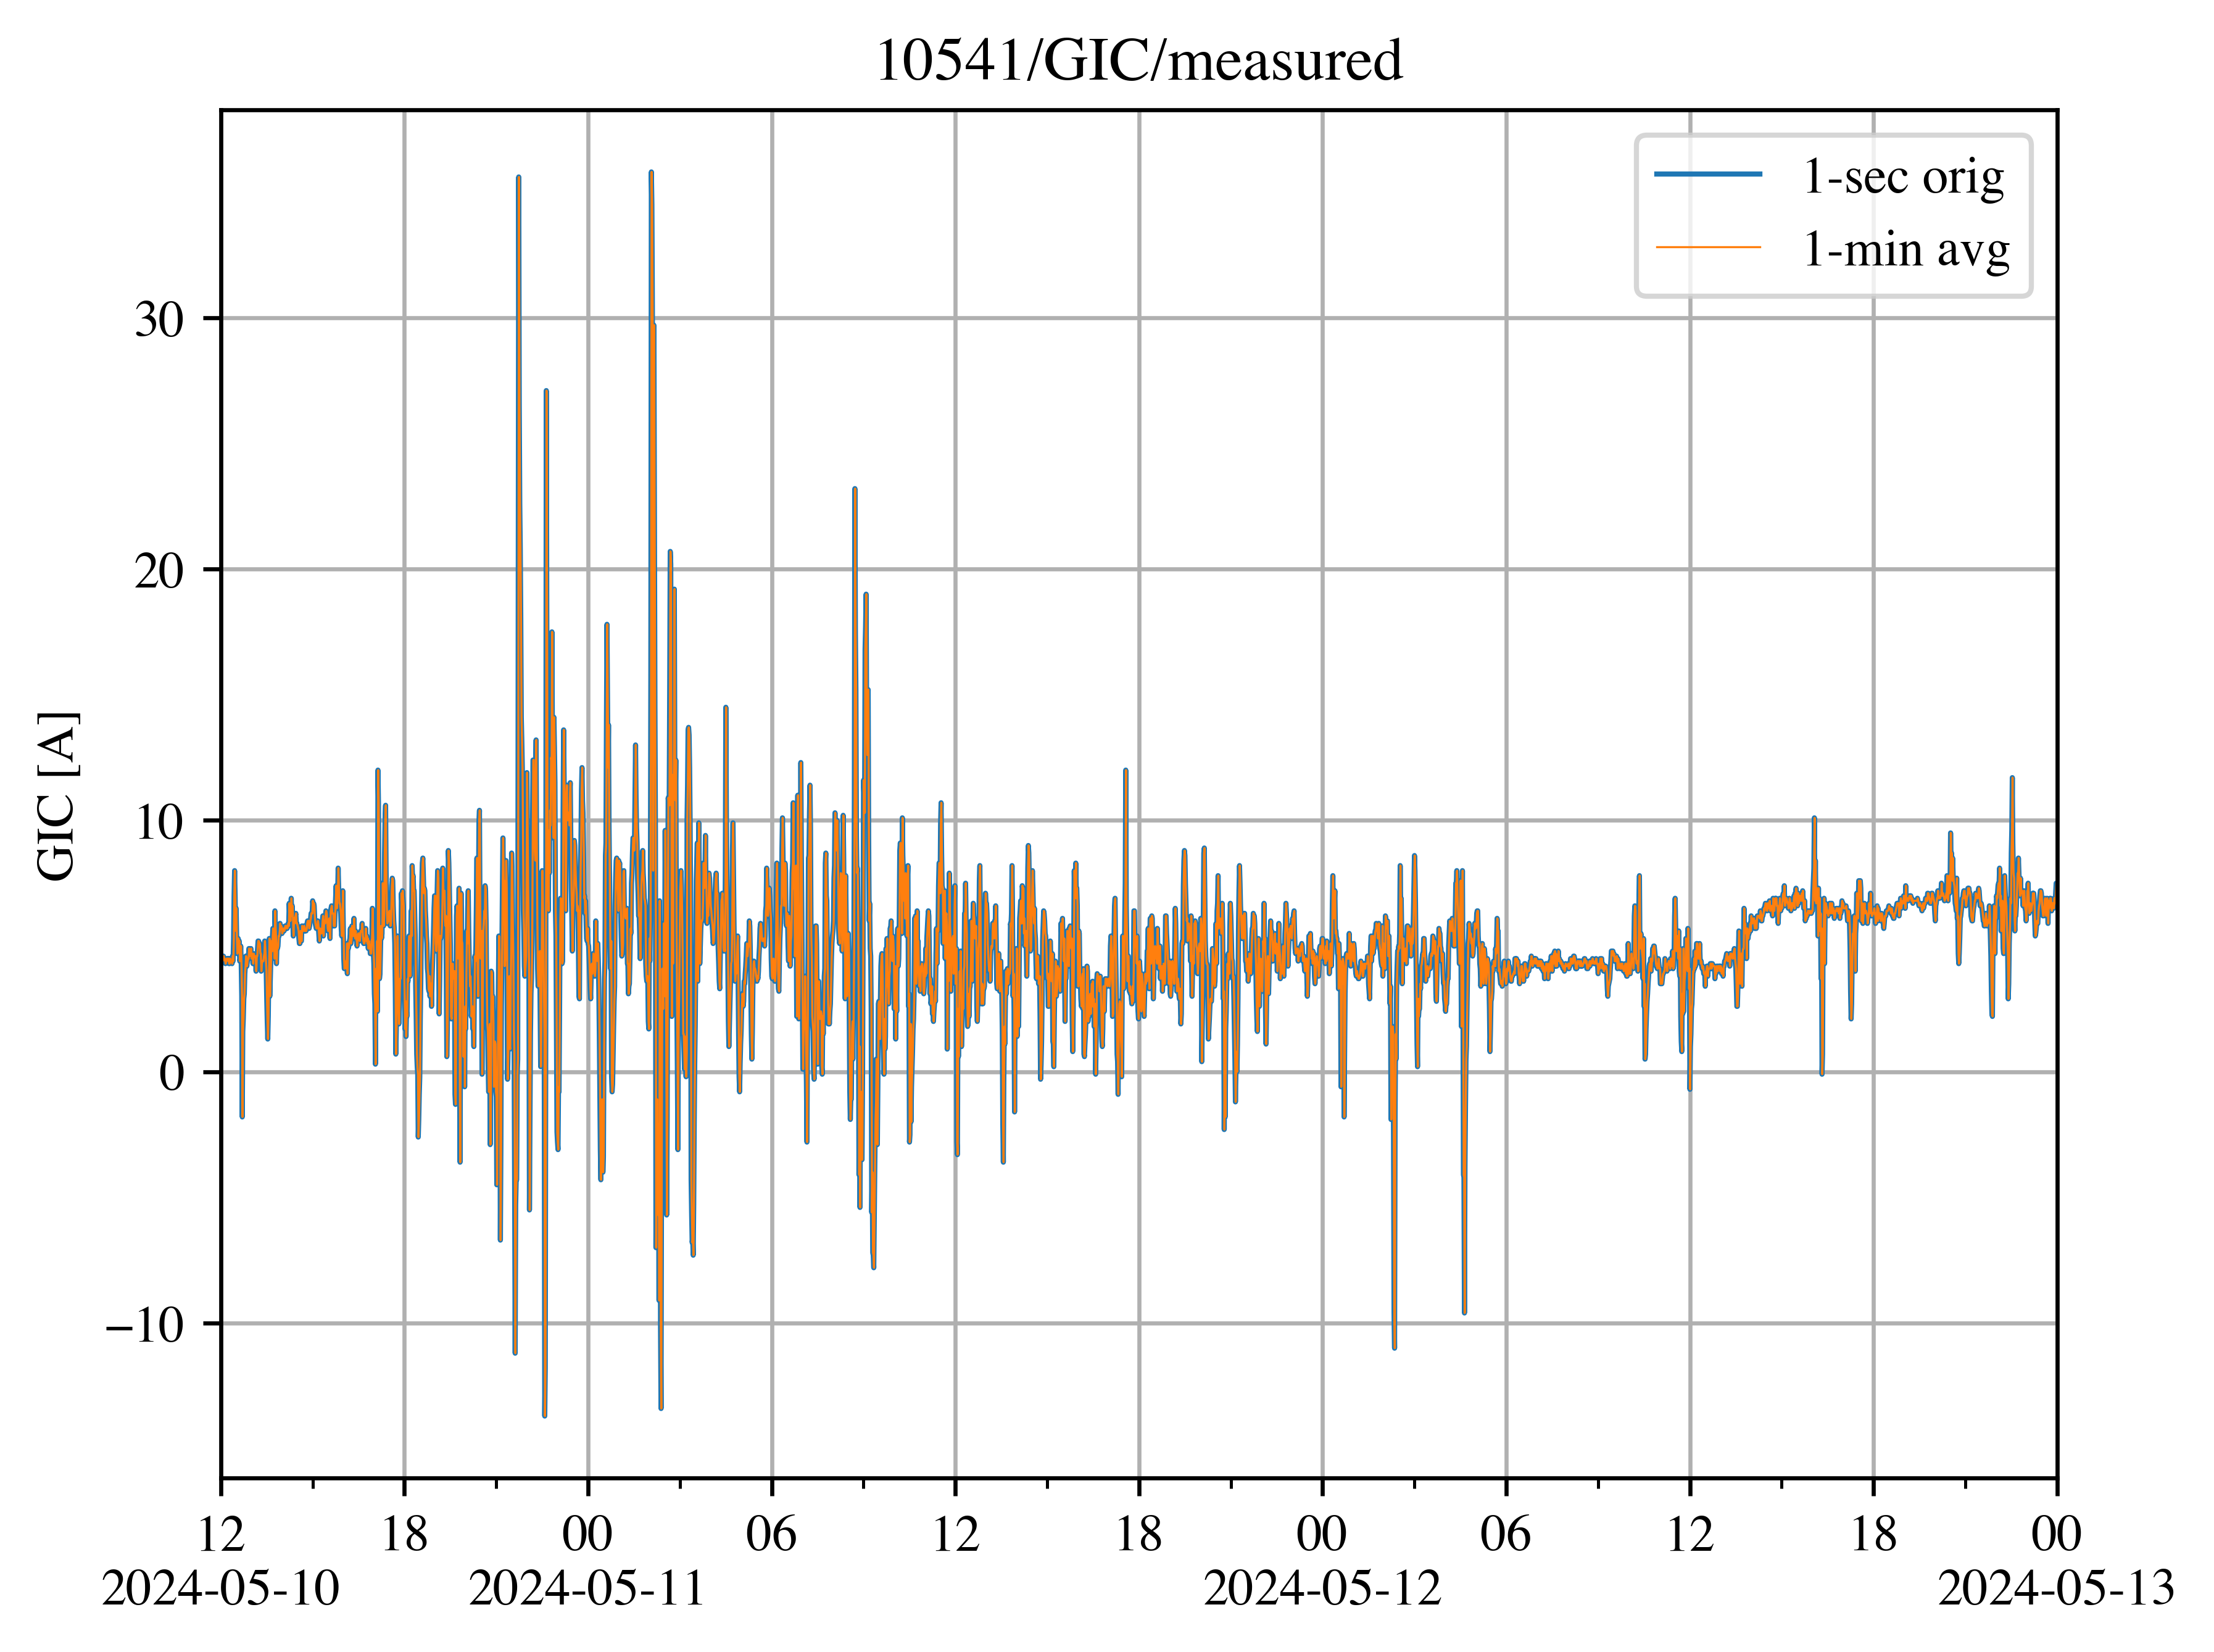 10541/GIC/measured
1-sec orig
1-min avg
GIC [A]
30
20
10
0
−10
12 18 00 06 12 18 00 06 12 18 00
2024-05-10 2024-05-11 2024-05-12 2024-05-13